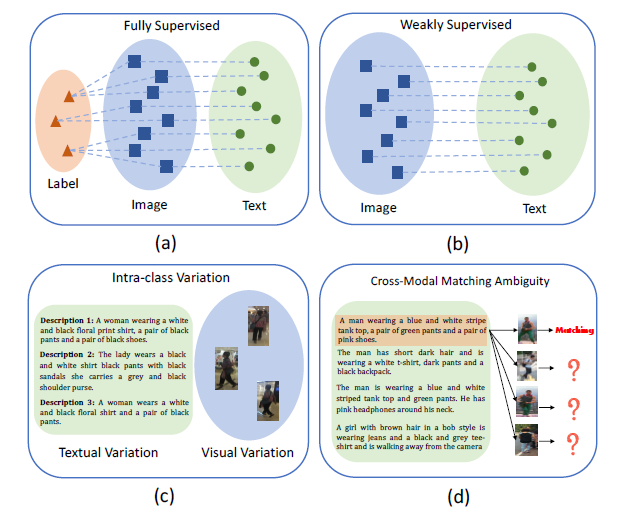 Fully Supervised
Label
Image
Text
(a)
Weakly Supervised
Image
Text
(b)
Intra-class Variation
Description 1: A woman wearing a white
and black floral print shirt, a pair of black
pants and a pair of black shoes.
Description 2: The lady wears a black
and white shirt black pants with black
sandals she carries a grey and black
shoulder purse.
Description 3: A woman wears a white
and black floral shirt and a pair of black
pants.
Textual Variation
Visual Variation
(c)
Cross-Modal Matching Ambiguity
A man wearing a blue and white stripe
tank top, a pair of green pants and a pair of
pink shoes.
The man has short dark hair and is
wearing a white t-shirt, dark pants and a
black backpack.
The man is wearing a blue and white
striped tank top and green pants. He has
pink headphones around his neck.
A girl with brown hair in a bob style is
wearing jeans and a black and grey tee-
shirt and is walking away from the camera
Matching
?
?
?
(d)